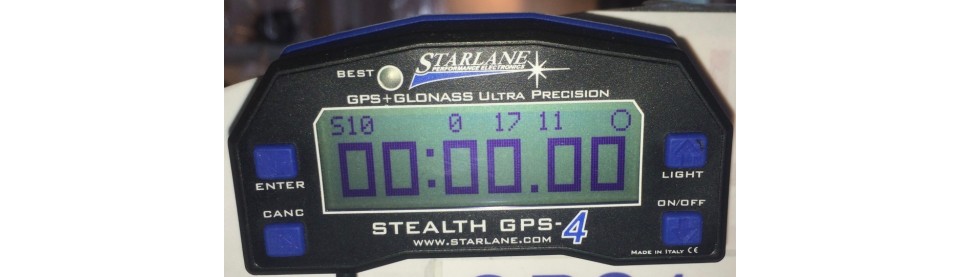 STARLANE
PERFORMANCE ELECTRONICS
BEST
GPS+GLONASS ULTRA PRECISION
S10 0 17 11
00:00.00
ENTER
LIGHT
CANC
ON/OFF
STEALTH GPS-4
WWW.STARLANE.COM
MADE IN ITALY CE